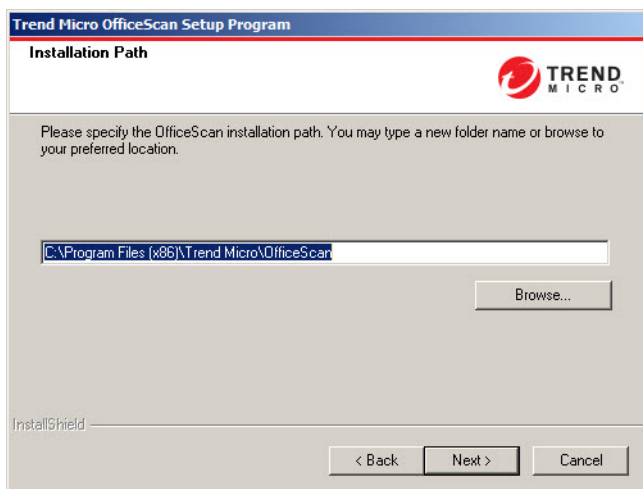 Trend Micro OfficeScan Setup Program
Installation Path
TREND
MICRO™
Please specify the OfficeScan installation path. You may type a new folder name or browse to
your preferred location.
C:\Program Files (x86)\Trend Micro\OfficeScan
Browse...
InstallShield
< Back
Next >
Cancel